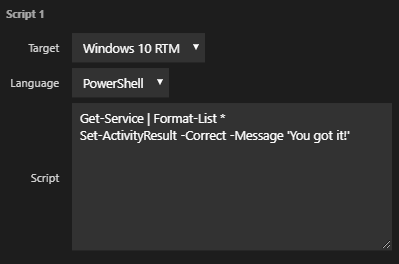 Script 1
Target
Windows 10 RTM
Language
PowerShell
Script
Get-Service | Format-List *
Set-ActivityResult -Correct -Message 'You got it!'